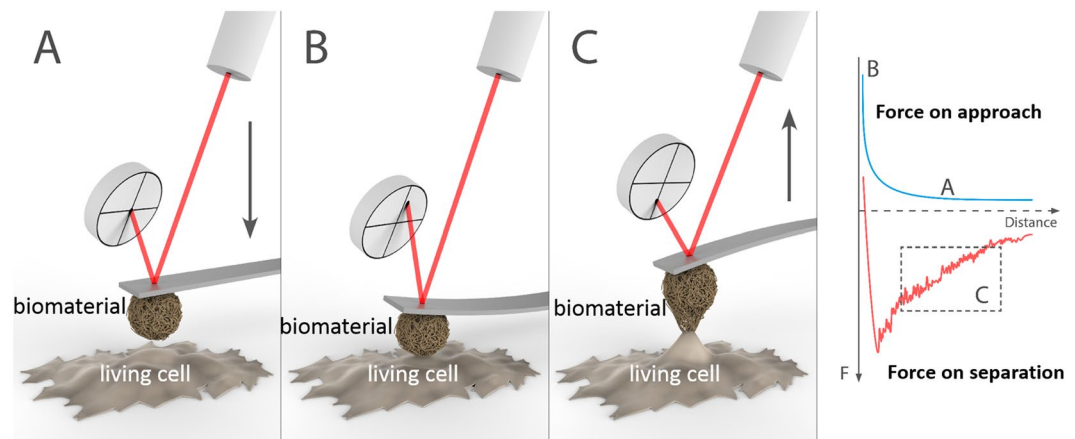 A
biomaterial
living cell
B
biomaterial
living cell
C
biomaterial
living cell
B
Force on approach
A
Distance
C
F
Force on separation